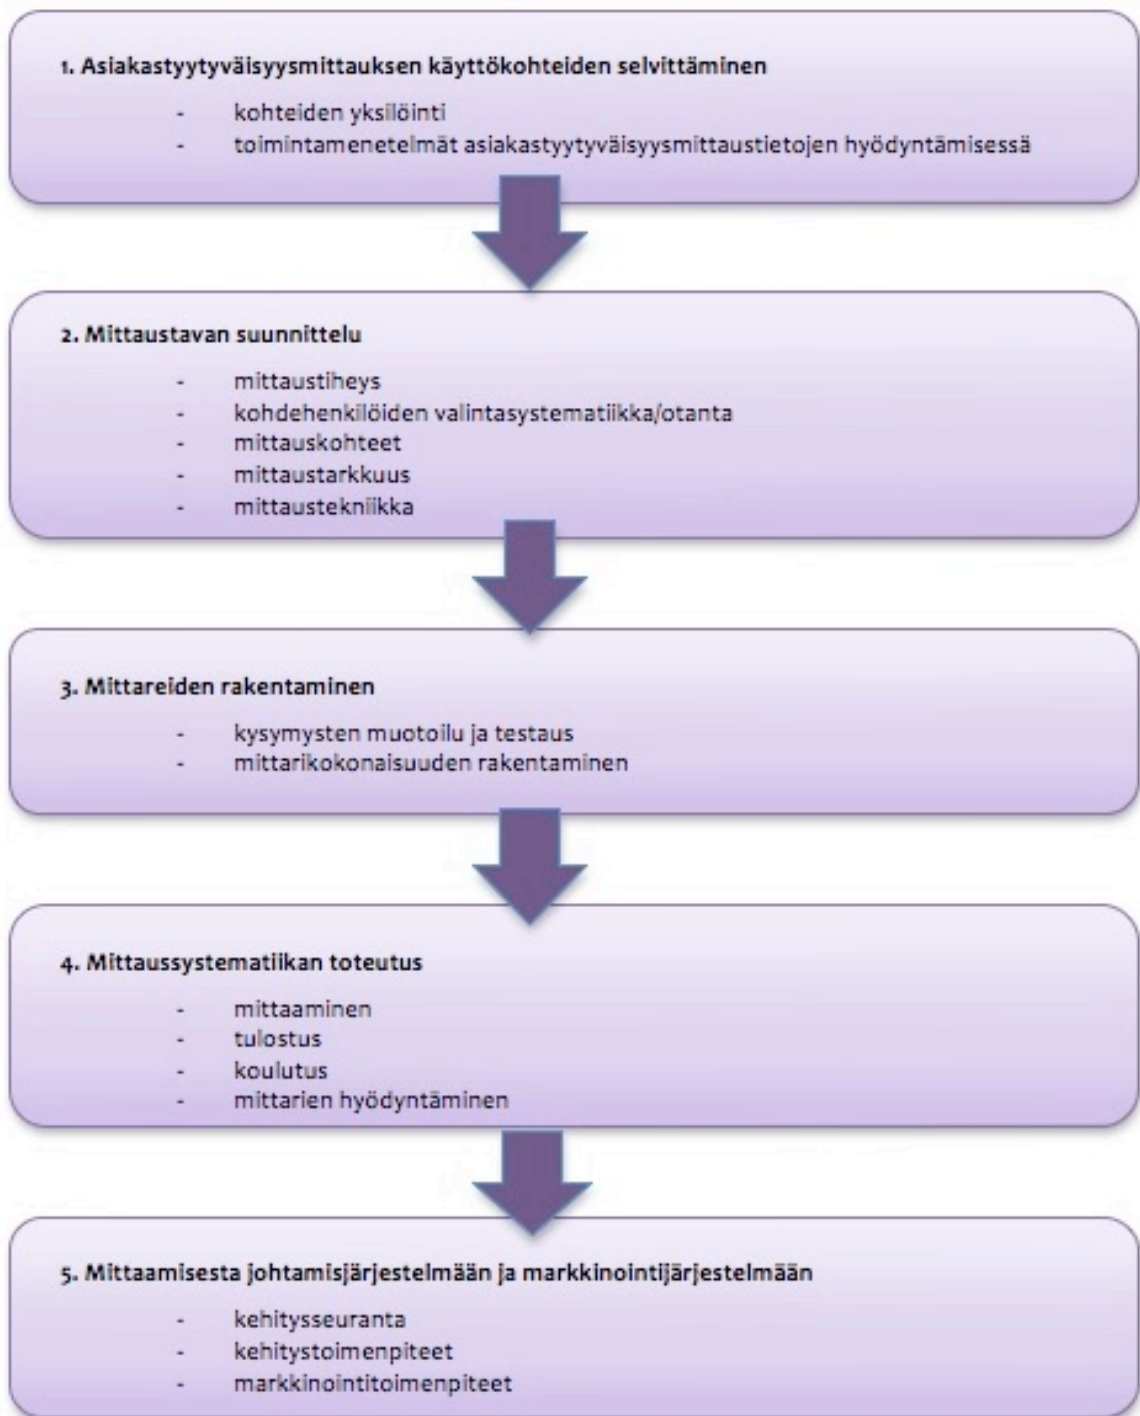 1. Asiakastyytyväisyysmittauksen käyttökohteiden selvittäminen
- kohteiden yksilöinti
- toimintamenetelmät asiakastyytyväisyysmittaustietojen hyödyntämisessä
2. Mittaustavan suunnittelu
- mittaustiheys
- kohdehenkilöiden valintasystematiikka/otanta
- mittauskohteet
- mittaustarkkuus
- mittaustekniikka
3. Mittareiden rakentaminen
- kysymysten muotoilu ja testaus
- mittarikokonaisuuden rakentaminen
4. Mittaussystematiikan toteutus
- mittaaminen
- tulostus
- koulutus
- mittarien hyödyntäminen
5. Mittaamisesta johtamisjärjestelmään ja markkinointijärjestelmään
- kehitysseuranta
- kehitystoimenpiteet
- markkinointitoimenpiteet